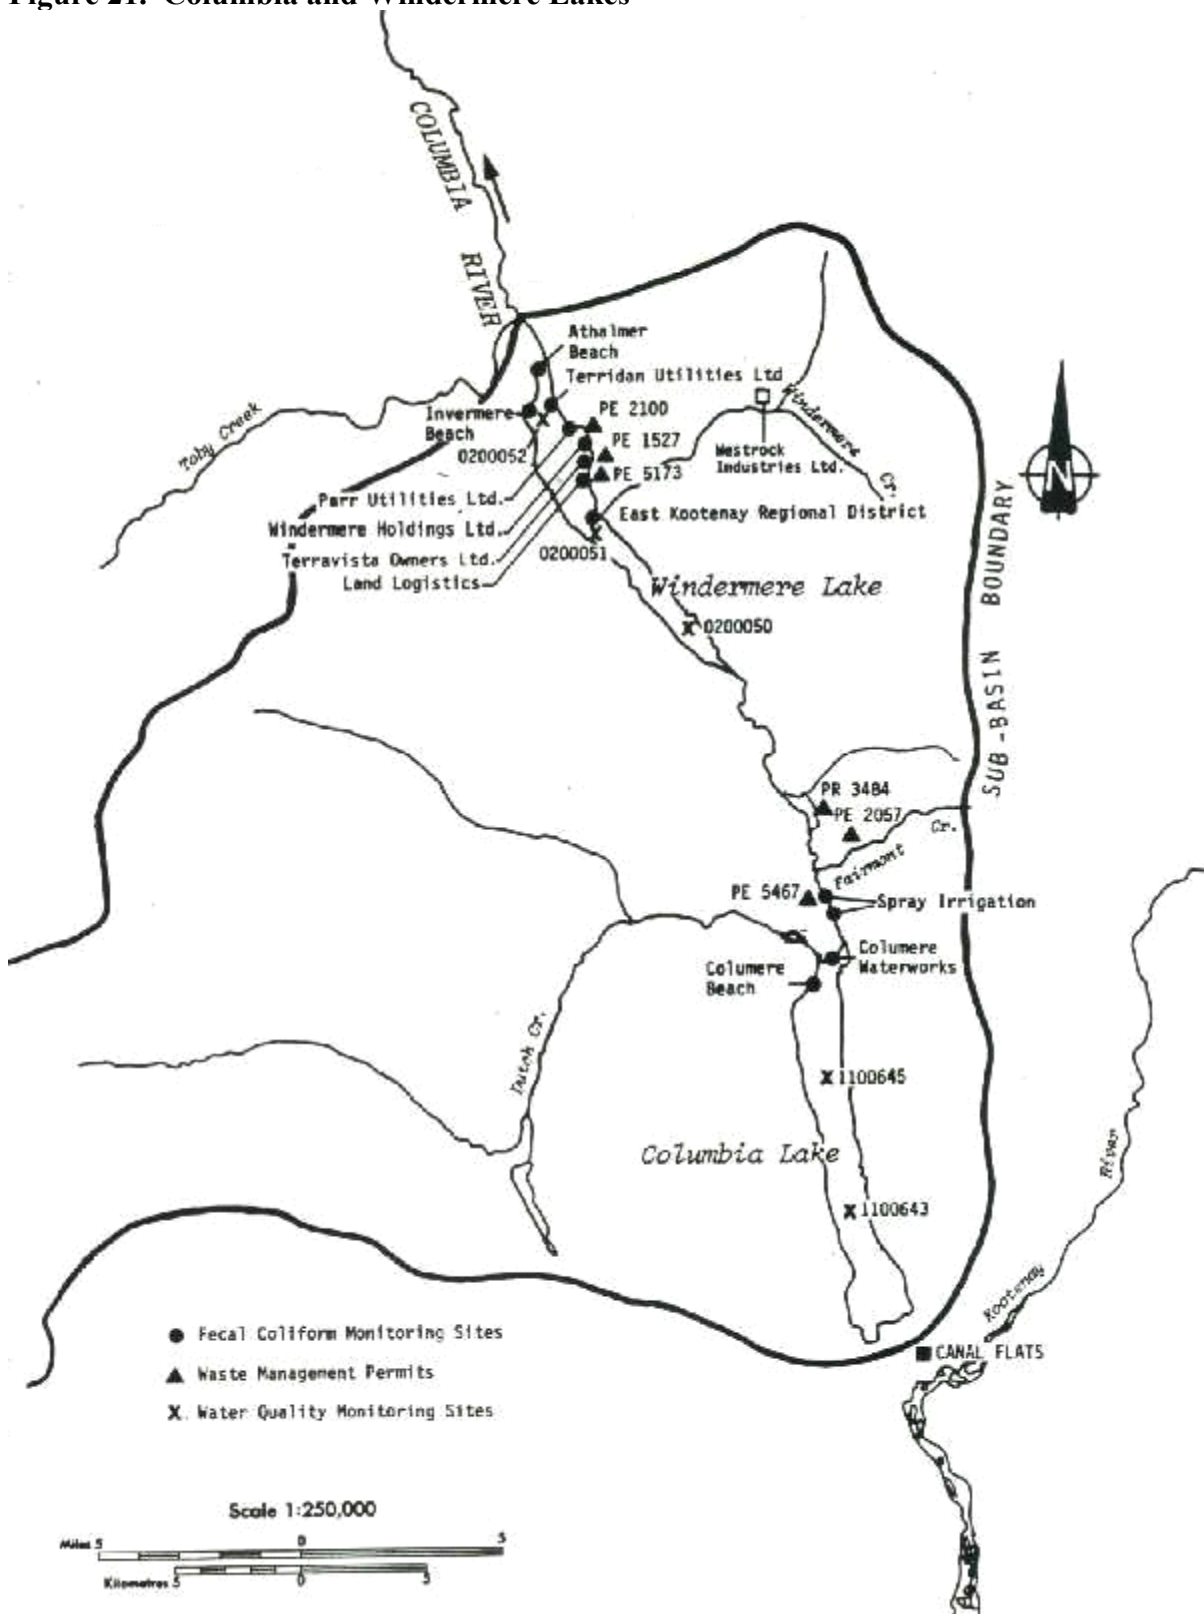 Figure 21. Columbia and Windermere Lakes
COLUMBIA
RIVER
Athalmer
Beach
Terridan Utilities Ltd
Invermere
Beach
PE 2100
0200052
PE 1527
PE 5173
Toby Creek
Windermere
Cr.
Westrock
Industries Ltd.
Parr Utilities Ltd.
Windermere Holdings Ltd.
Terravista Owners Ltd.
Land Logistics
East Kootenay Regional District
0200051
N
SUB-BASIN BOUNDARY
Windermere Lake
0200050
PR 3484
PE 2057
Fairmont
Cr.
PE 5467
Spray Irrigation
Columere
Waterworks
Columere
Beach
Dutch Cr.
1100645
Columbia Lake
1100643
Kootenay
River
CANAL FLATS
Fecal Coliform Monitoring Sites
Waste Management Permits
X. Water Quality Monitoring Sites
Scale 1:250,000
Miles 5 0 5
Kilometres 5 0 5